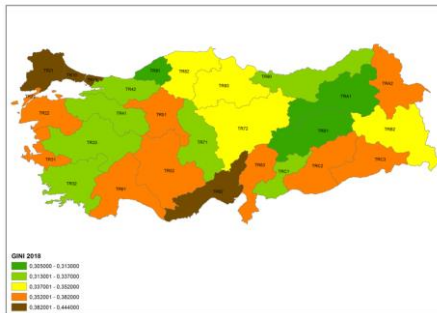 TR21
TR81
TR82
TR83
TR90
TRA2
TR42
TRA1
TR22
TR41
TR51
TR72
TRB2
TR33
TR71
TRB1
TR31
TR52
TR63
TRC2
TRC3
TR32
TR61
TR62
TRC1
GINI 2018
0,305000 - 0,313000
0,313001 - 0,337000
0,337001 - 0,352000
0,352001 - 0,382000
0,382001 - 0,444000